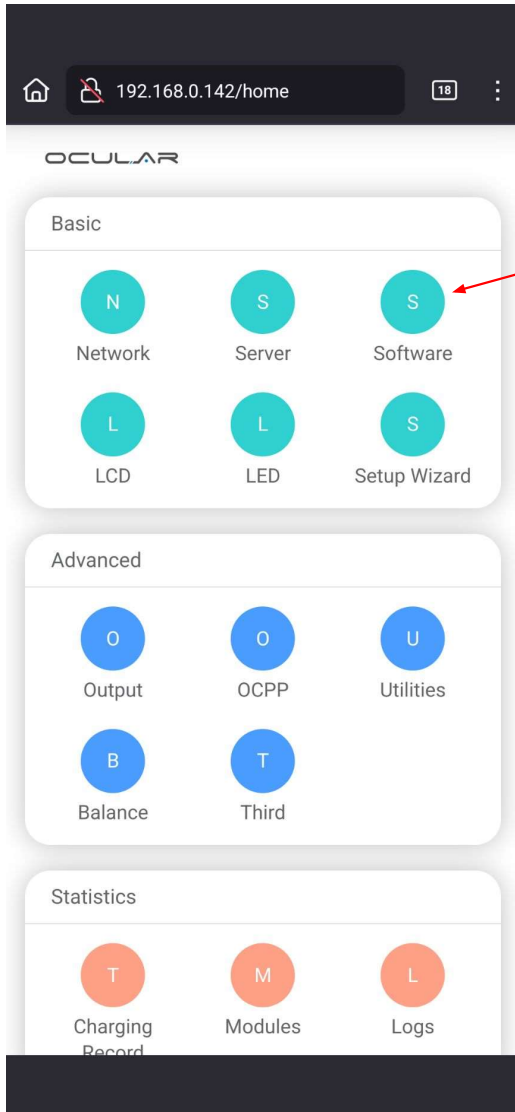 192.168.0.142/home 18
OCULAR
Basic
N S S
Network Server Software
L L S
LCD LED Setup Wizard
Advanced
O O U
Output OCPP Utilities
B T
Balance Third
Statistics
T M L
Charging Modules Logs
Record